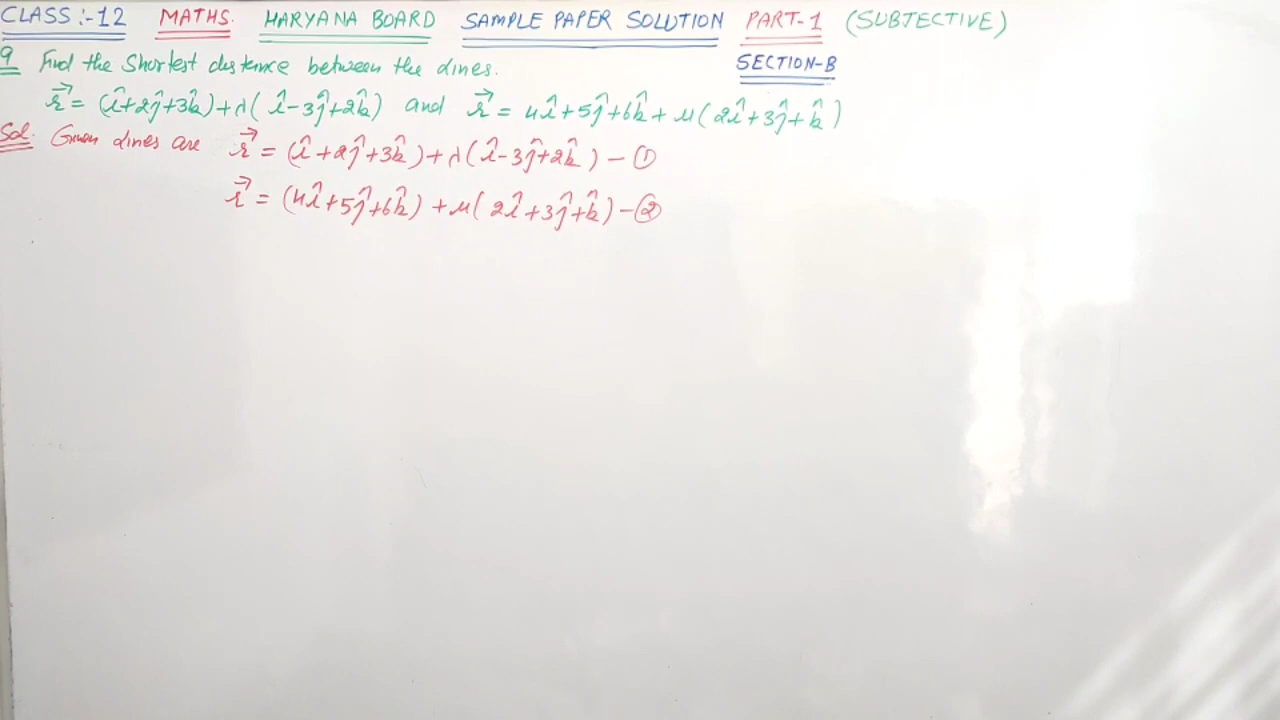 CLASS :- 12 MATHS. HARYANA BOARD SAMPLE PAPER SOLUTION PART-1 (SUBJECTIVE)
SECTION-B
9 Find the Shortest distance between the lines.
r⃗ = (î+2ĵ+3k̂)+λ(î-3ĵ+2k̂) and r⃗ = 4î+5ĵ+6k̂+μ(2î+3ĵ+k̂)
Sol. Given lines are r⃗ = (î+2ĵ+3k̂)+λ(î-3ĵ+2k̂) - ①
r⃗ = (4î+5ĵ+6k̂)+μ(2î+3ĵ+k̂) - ②